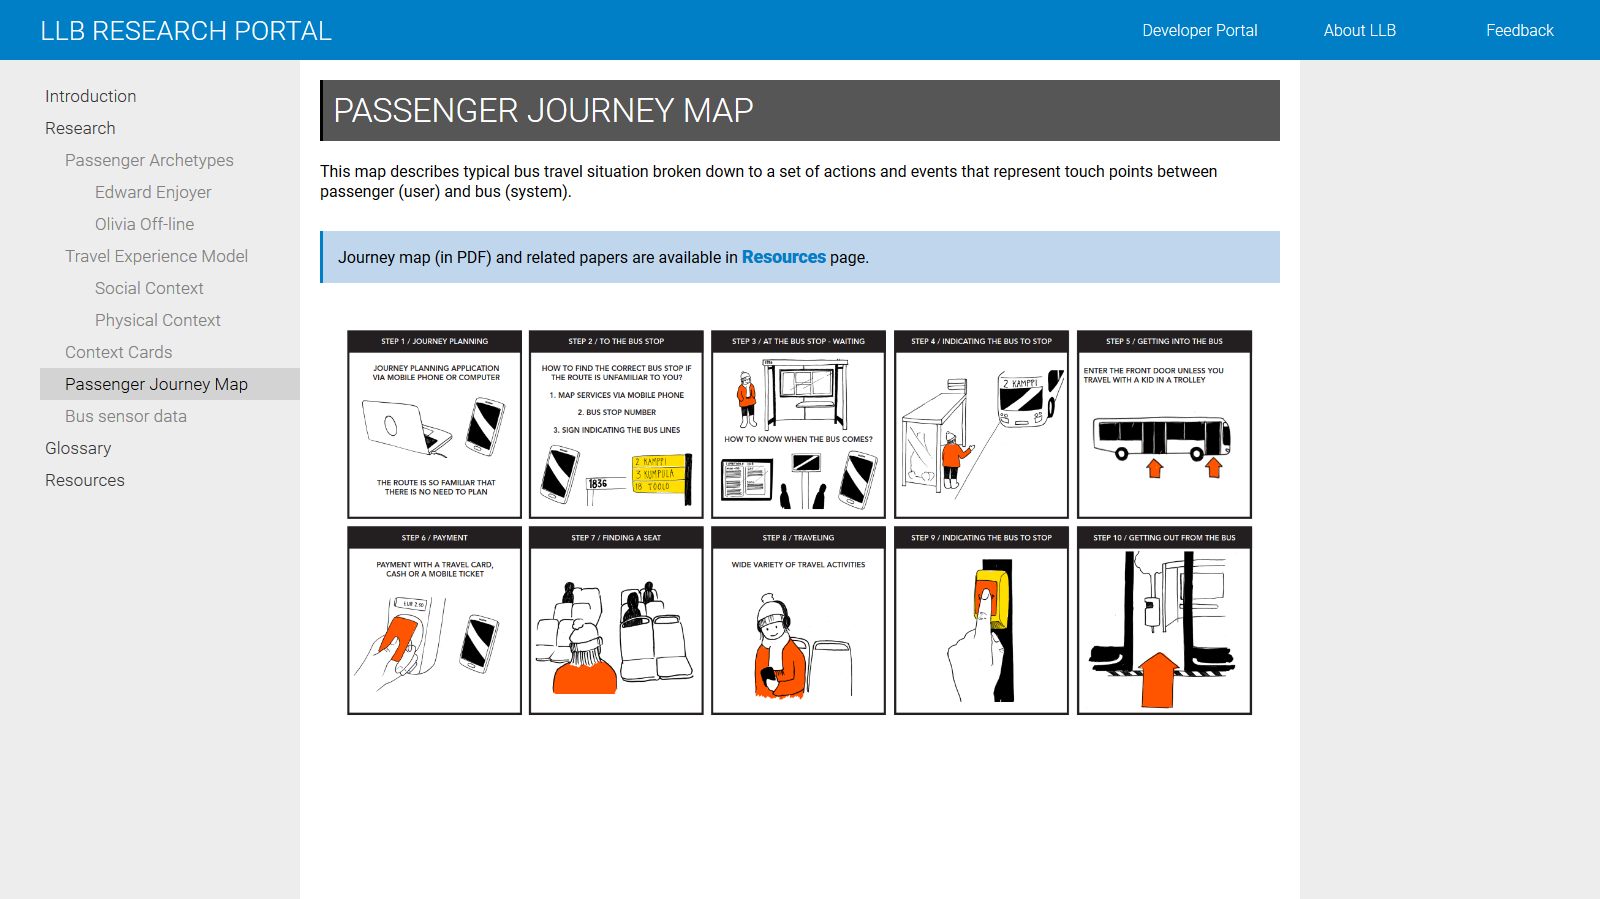 LLB RESEARCH PORTAL
Developer Portal
About LLB
Feedback
Introduction
Research
Passenger Archetypes
Edward Enjoyer
Olivia Off-line
Travel Experience Model
Social Context
Physical Context
Context Cards
Passenger Journey Map
Bus sensor data
Glossary
Resources
PASSENGER JOURNEY MAP
This map describes typical bus travel situation broken down to a set of actions and events that represent touch points between
passenger (user) and bus (system).
Journey map (in PDF) and related papers are available in Resources page.
STEP 1 / JOURNEY PLANNING
JOURNEY PLANNING APPLICATION
VIA MOBILE PHONE OR COMPUTER
THE ROUTE IS SO FAMILIAR THAT
THERE IS NO NEED TO PLAN
STEP 2 / TO THE BUS STOP
HOW TO FIND THE CORRECT BUS STOP IF
THE ROUTE IS UNFAMILIAR TO YOU?
1. MAP SERVICES VIA MOBILE PHONE
2. BUS STOP NUMBER
3. SIGN INDICATING THE BUS LINES
1836
2 KAMPPI
3 KUMPULA
18 TÖÖLÖ
STEP 3 / AT THE BUS STOP - WAITING
HOW TO KNOW WHEN THE BUS COMES?
STEP 4 / INDICATING THE BUS TO STOP
2 KAMPPI
STEP 5 / GETTING INTO THE BUS
ENTER THE FRONT DOOR UNLESS YOU
TRAVEL WITH A KID IN A TROLLEY
STEP 6 / PAYMENT
PAYMENT WITH A TRAVEL CARD,
CASH OR A MOBILE TICKET
STEP 7 / FINDING A SEAT
STEP 8 / TRAVELING
WIDE VARIETY OF TRAVEL ACTIVITIES
STEP 9 / INDICATING THE BUS TO STOP
STEP 10 / GETTING OUT FROM THE BUS